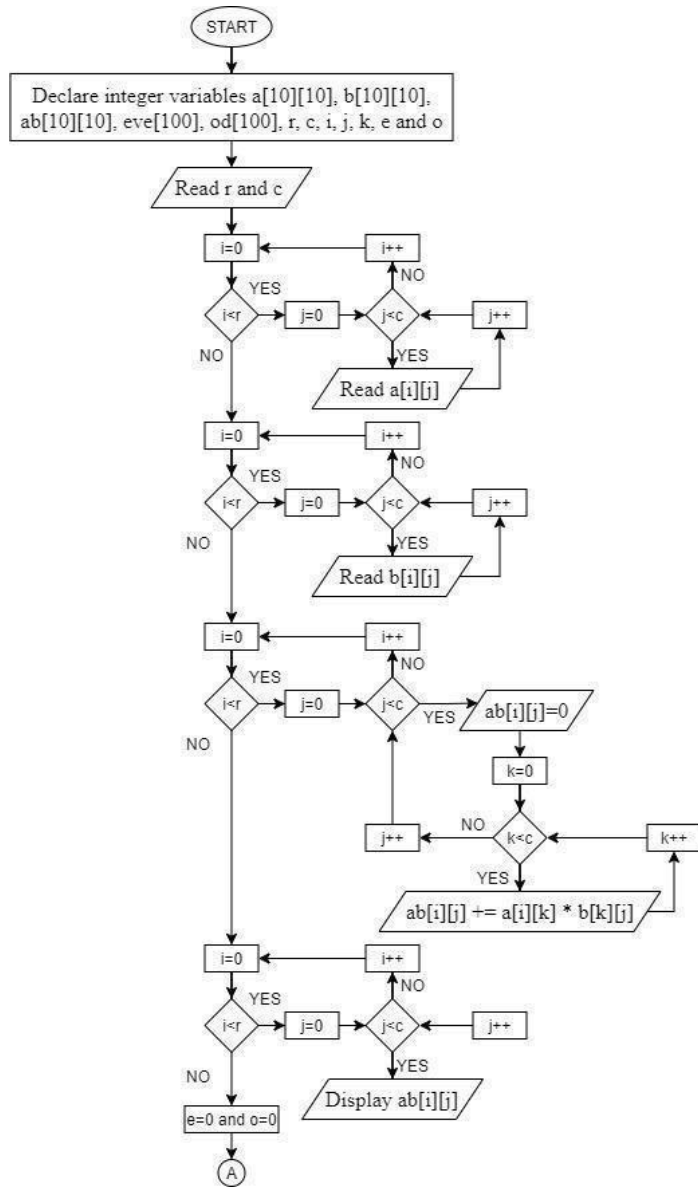 START
Declare integer variables a[10][10], b[10][10],
ab[10][10], eve[100], od[100], r, c, i, j, k, e and o
Read r and c
i=0
i++
YES
NO
i<r
j=0
j<c
j++
NO
YES
Read a[i][j]
i=0
i++
YES
NO
i<r
j=0
j<c
j++
NO
YES
Read b[i][j]
i=0
i++
YES
NO
i<r
j=0
j<c
YES
ab[i][j]=0
NO
k=0
j++
NO
k<c
k++
YES
ab[i][j] += a[i][k] * b[k][j]
i=0
i++
YES
NO
i<r
j=0
j<c
j++
NO
YES
Display ab[i][j]
e=0 and o=0
A